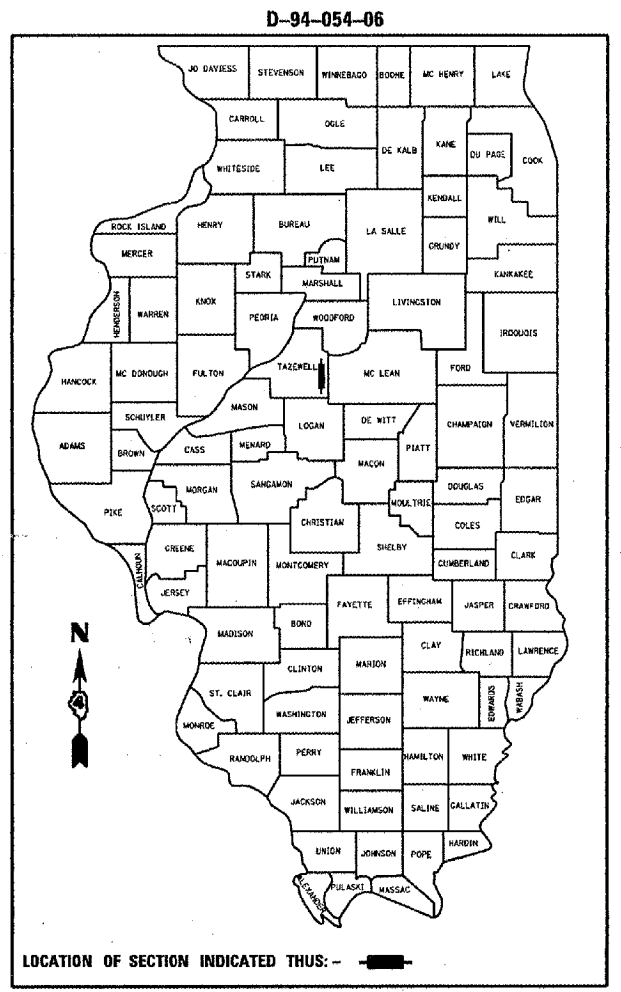 D-94-054-06
JO DAVIESS STEVENSON WINNEBAGO BOONE MC HENRY LAKE
CARROLL OGLE
DE KALB KANE DU PAGE COOK
WHITESIDE LEE
KENDALL
ROCK ISLAND HENRY BUREAU LA SALLE WILL
GRUNDY
MERCER PUTNAM
STARK MARSHALL KANKAKEE
HENDERSON WARREN KNOX LIVINGSTON
PEORIA WOODFORD IROQUOIS
TAZEWELL FORD
HANCOCK MC DONOUGH FULTON MC LEAN
MASON
SCHUYLER LOGAN DE WITT CHAMPAIGN VERMILION
ADAMS BROWN CASS MENARD PIATT
MACON
MORGAN SANGAMON DOUGLAS
PIKE SCOTT MOULTRIE EDGAR
CHRISTIAM COLES
GREENE SHELBY
CALHOUN MACOUPIN MONTGOMERY CUMBERLAND CLARK
JERSEY
FAYETTE EFFINGHAM JASPER CRAWFORD
BOND
N MADISON
CLAY RICHLAND LAWRENCE
CLINTON MARION
4 ST. CLAIR WAYNE EDWARDS WABASH
WASHINGTON JEFFERSON
MONROE
RANDOLPH PERRY HAMILTON WHITE
FRANKLIN
JACKSON WILLIAMSON SALINE GALLATIN
UNION JOHNSON POPE HARDIN
ALEXANDER PULASKI MASSAC
LOCATION OF SECTION INDICATED THUS: -